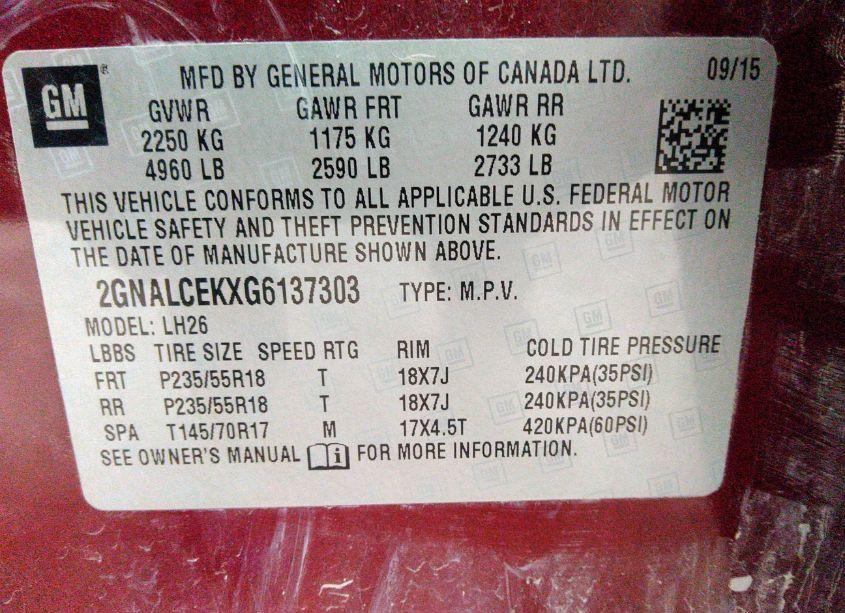 GM ® MFD BY GENERAL MOTORS OF CANADA LTD. 09/15
GVWR GAWR FRT GAWR RR
2250 KG 1175 KG 1240 KG
4960 LB 2590 LB 2733 LB
THIS VEHICLE CONFORMS TO ALL APPLICABLE U.S. FEDERAL MOTOR
VEHICLE SAFETY AND THEFT PREVENTION STANDARDS IN EFFECT ON
THE DATE OF MANUFACTURE SHOWN ABOVE.
2GNALCEKXG6137303 TYPE: M.P.V.
MODEL: LH26
LBBS TIRE SIZE SPEED RTG RIM COLD TIRE PRESSURE
FRT P235/55R18 T 18X7J 240KPA(35PSI)
RR P235/55R18 T 18X7J 240KPA(35PSI)
SPA T145/70R17 M 17X4.5T 420KPA(60PSI)
SEE OWNER'S MANUAL i FOR MORE INFORMATION.